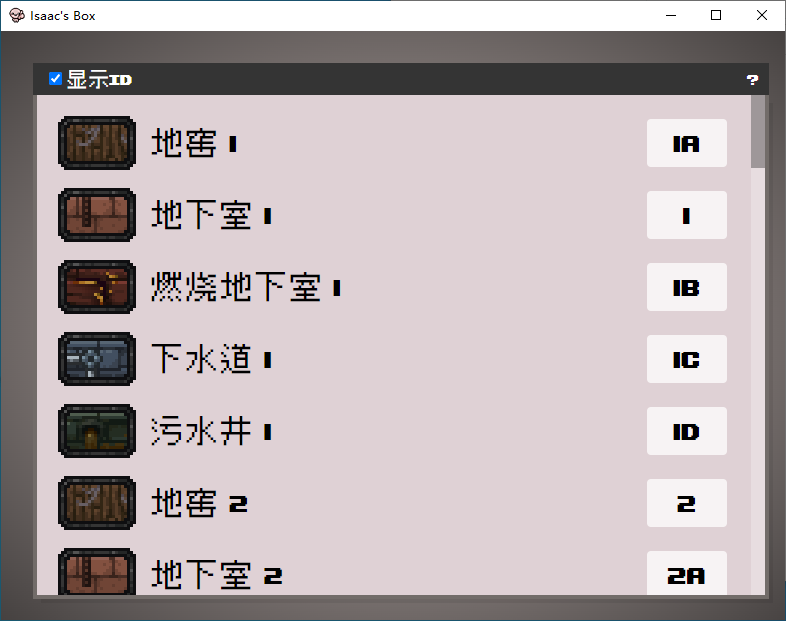 Isaac's Box
显示ID ?
地窖 1 1A
地下室 1 1
燃烧地下室 1 1B
下水道 1 1C
污水井 1 1D
地窖 2 2
地下室 2 2A